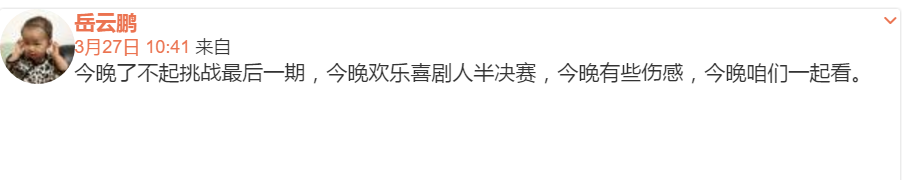 岳云鹏
3月27日 10:41 来自
今晚了不起挑战最后一期，今晚欢乐喜剧人半决赛，今晚有些伤感，今晚咱们一起看。